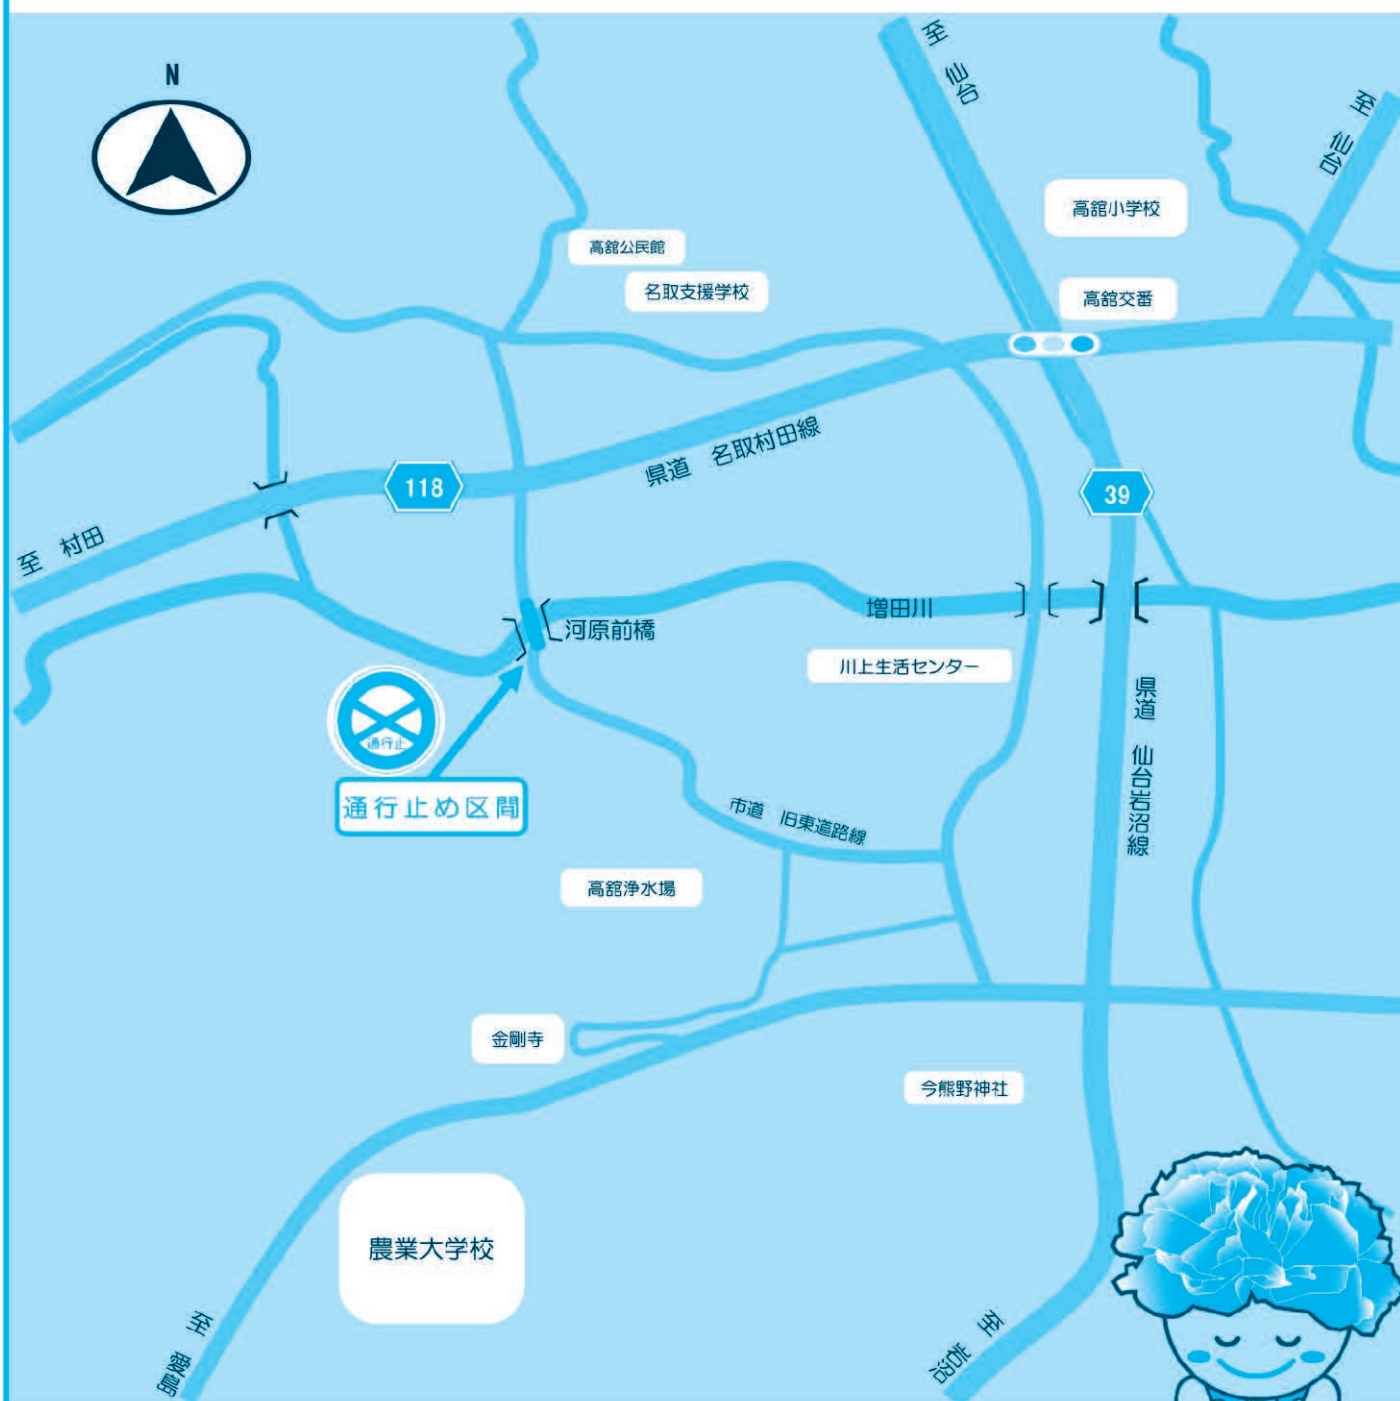 N
至 仙台
至 仙台
高舘小学校
高舘公民館
名取支援学校
高舘交番
県道 名取村田線
118
39
至 村田
増田川
河原前橋
川上生活センター
通行止
県道 仙台岩沼線
通行止め区間
市道 旧東道路線
高舘浄水場
金剛寺
今熊野神社
農業大学校
至 愛島
至 岩沼